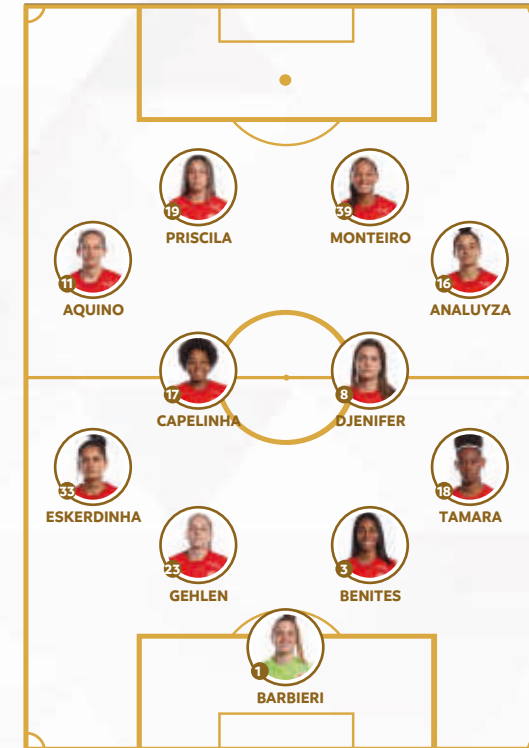 19
PRISCILA
39
MONTEIRO
11
AQUINO
16
ANALUYZA
17
CAPELINHA
8
DJENIFER
33
ESKERDINHA
18
TAMARA
23
GEHLEN
3
BENITES
1
BARBIERI